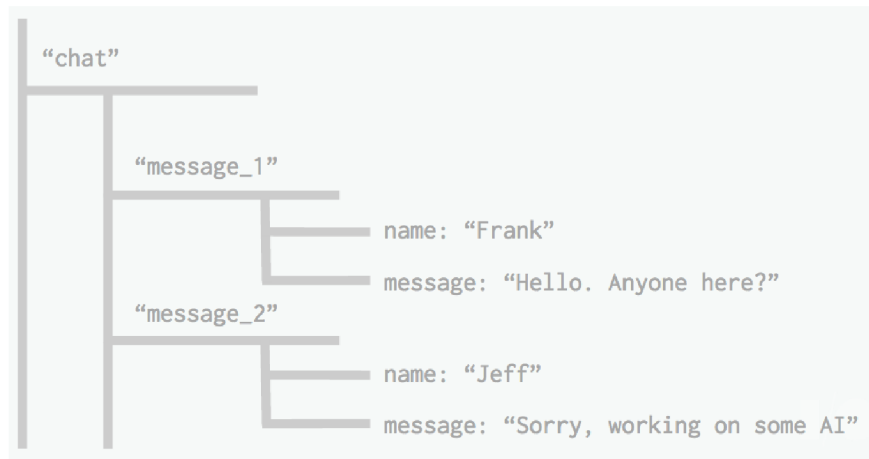 “chat”
“message_1”
name: “Frank”
message: “Hello. Anyone here?”
“message_2”
name: “Jeff”
message: “Sorry, working on some AI”